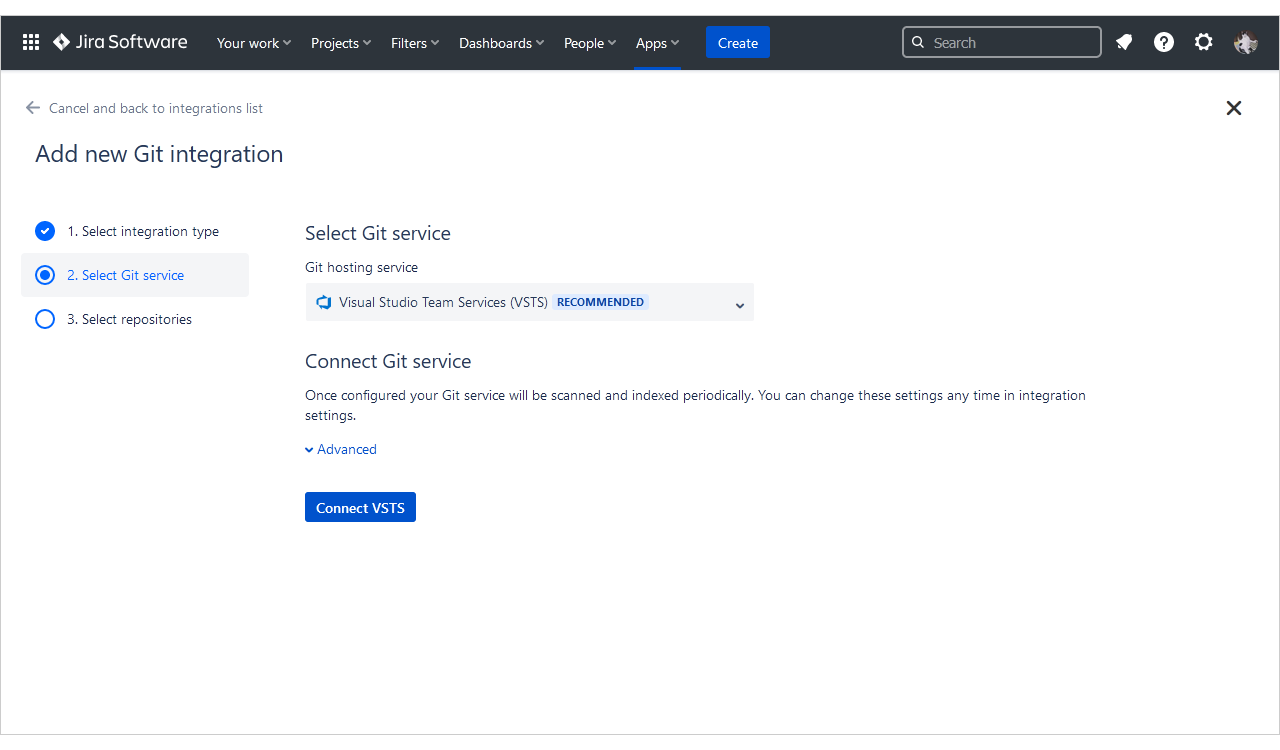 Jira Software Your work Projects Filters Dashboards People Apps Create Search
Cancel and back to integrations list
Add new Git integration
1. Select integration type
2. Select Git service
3. Select repositories
Select Git service
Git hosting service
Visual Studio Team Services (VSTS) RECOMMENDED
Connect Git service
Once configured your Git service will be scanned and indexed periodically. You can change these settings any time in integration
settings.
Advanced
Connect VSTS